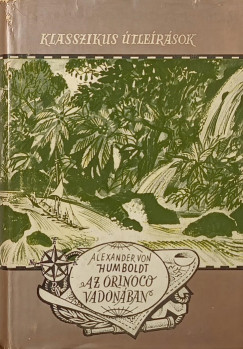 KLASSZIKUS ÚTLEÍRÁSOK
ALEXANDER VON
HUMBOLDT
AZ ORINOCO
VADONÁBAN